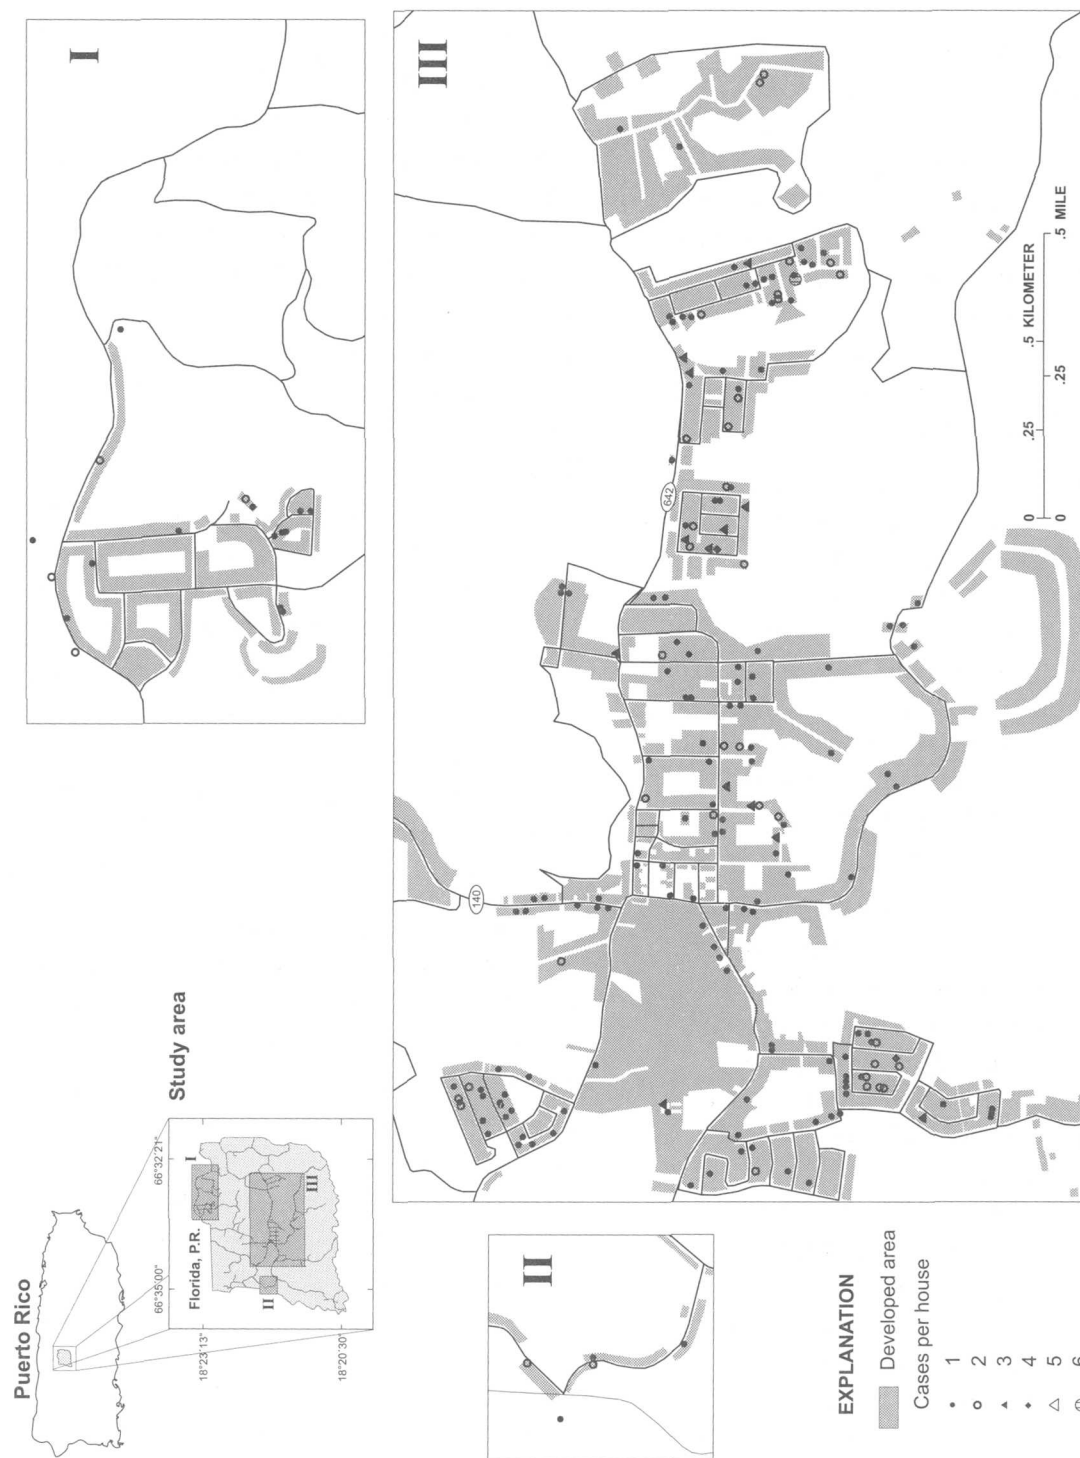 Puerto Rico
Study area
66°35'00"
66°32'21"
Florida, P.R.
I
II
III
18°23'13"
18°20'30"
I
II
III
140
642
EXPLANATION
Developed area
Cases per house
1
2
3
4
5
6
0 .25 .5 KILOMETER
0 .25 .5 MILE